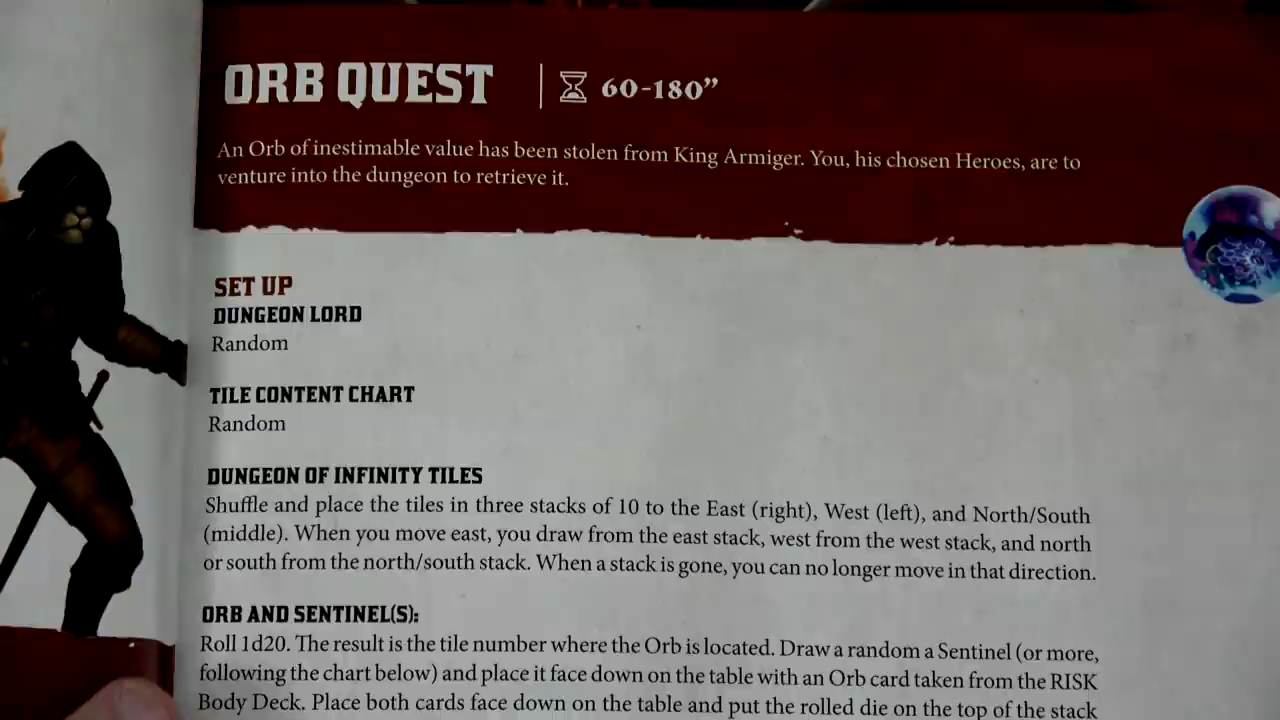 ORB QUEST
60-180”
An Orb of inestimable value has been stolen from King Armiger. You, his chosen Heroes, are to
venture into the dungeon to retrieve it.
SET UP
DUNGEON LORD
Random
TILE CONTENT CHART
Random
DUNGEON OF INFINITY TILES
Shuffle and place the tiles in three stacks of 10 to the East (right), West (left), and North/South
(middle). When you move east, you draw from the east stack, west from the west stack, and north
or south from the north/south stack. When a stack is gone, you can no longer move in that direction.
ORB AND SENTINEL(S):
Roll 1d20. The result is the tile number where the Orb is located. Draw a random a Sentinel (or more,
following the chart below) and place it face down on the table with an Orb card taken from the RISK
Body Deck. Place both cards face down on the table and put the rolled die on the top of the stack